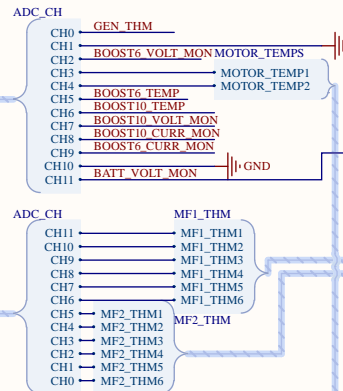 ADC_CH
CH0 GEN_THM
CH1
CH2 BOOST6_VOLT_MON MOTOR_TEMPS
CH3 MOTOR_TEMP1
CH4 MOTOR_TEMP2
CH5 BOOST6_TEMP
CH6 BOOST10_TEMP
CH7 BOOST10_VOLT_MON
CH8 BOOST10_CURR_MON
CH9 BOOST6_CURR_MON
CH10 GND
CH11 BATT_VOLT_MON
ADC_CH MF1_THM
CH11 MF1_THM1
CH10 MF1_THM2
CH9 MF1_THM3
CH8 MF1_THM4
CH7 MF1_THM5
CH6 MF1_THM6
CH5 MF2_THM1 MF2_THM
CH4 MF2_THM2
CH3 MF2_THM3
CH2 MF2_THM4
CH1 MF2_THM5
CH0 MF2_THM6